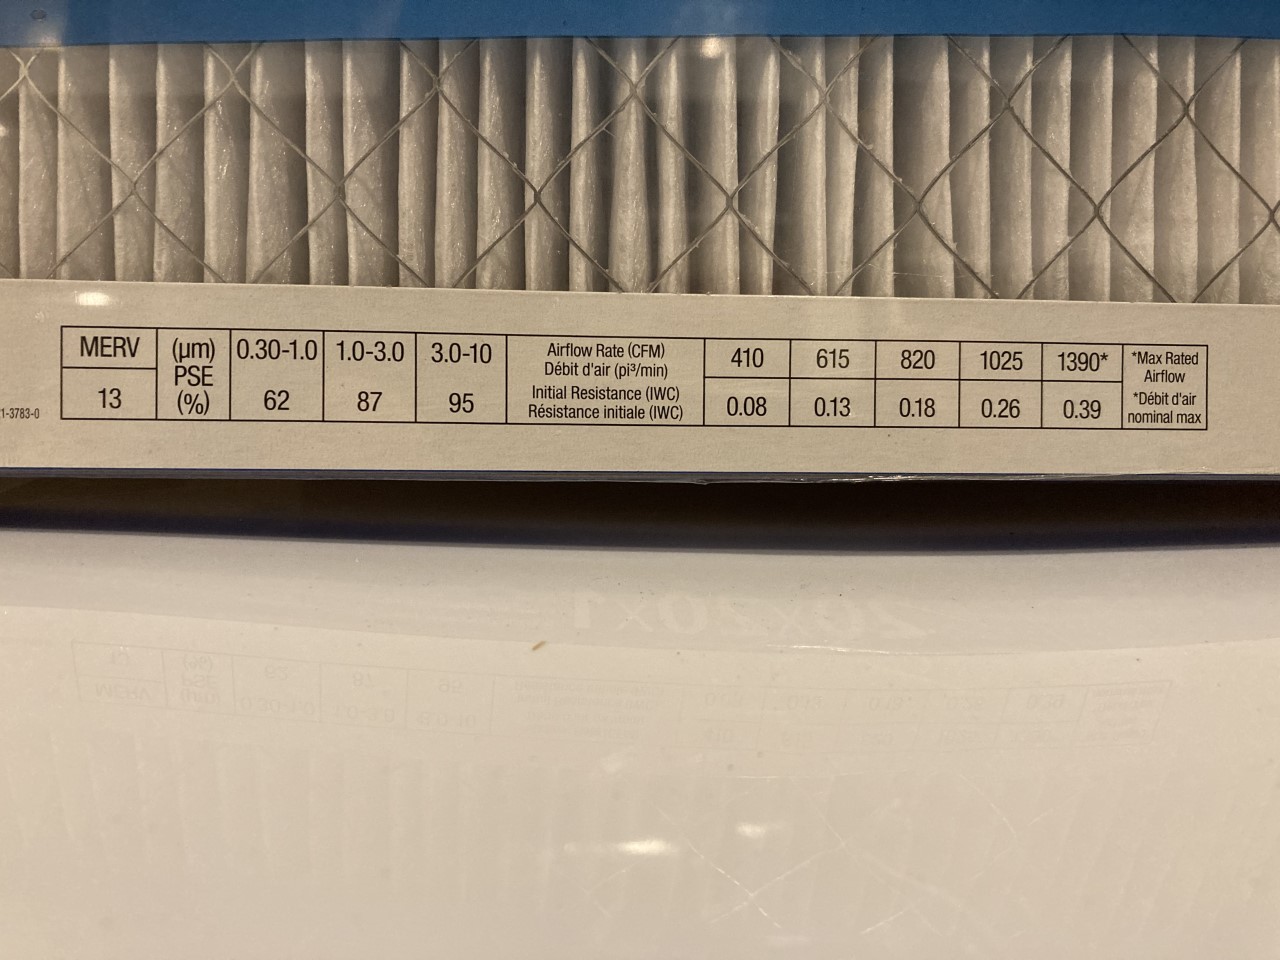 MERV
13
(µm)
PSE
(%)
0.30-1.0
62
1.0-3.0
87
3.0-10
95
Airflow Rate (CFM)
Débit d'air (pi³/min)
Initial Resistance (IWC)
Résistance initiale (IWC)
410
0.08
615
0.13
820
0.18
1025
0.26
1390*
0.39
*Max Rated
Airflow
*Débit d'air
nominal max
1-3783-0
20x20x1